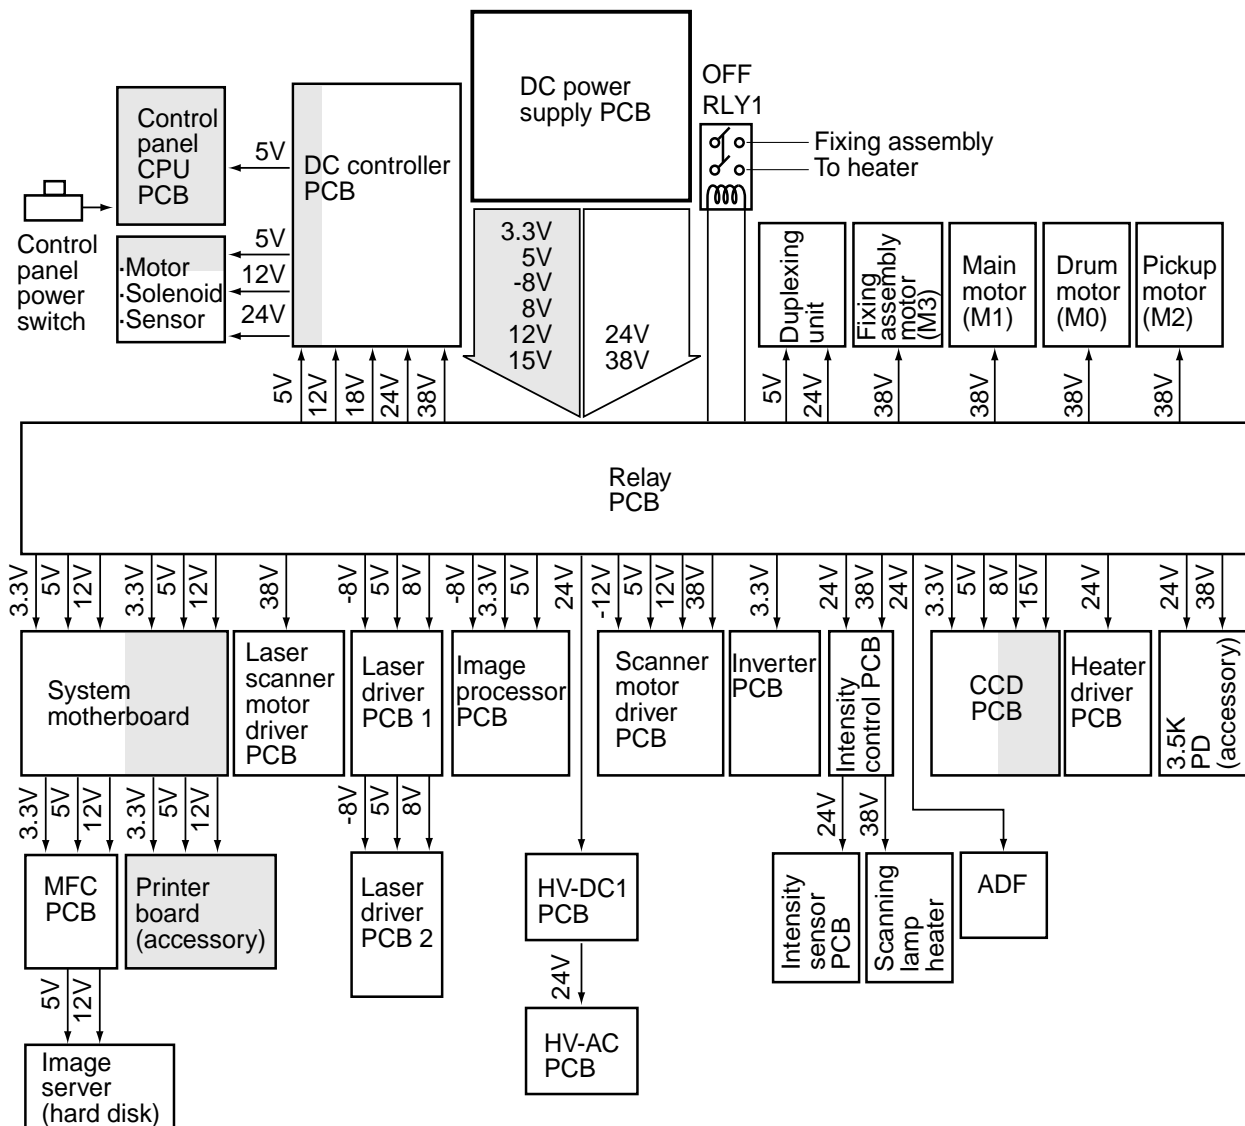 DC power
supply PCB
OFF
RLY1
Fixing assembly
To heater
Control
panel
CPU
PCB
5V
DC controller
PCB
Control
panel
power
switch
·Motor
·Solenoid
·Sensor
5V
12V
24V
3.3V
5V
-8V
8V
12V
15V
24V
38V
Duplexing
unit
Fixing
assembly
motor(M3)
Main
motor
(M1)
Drum
motor
(M0)
Pickup
motor
(M2)
5V
12V
18V
24V
38V
5V
24V
38V
38V
38V
38V
Relay
PCB
3.3V
5V
12V
3.3V
5V
12V
38V
-8V
5V
8V
-8V
3.3V
5V
24V
-12V
5V
12V
38V
3.3V
24V
38V
24V
3.3V
5V
8V
15V
24V
24V
38V
System
motherboard
Laser
scanner
motor
driver
PCB
Laser
driver
PCB 1
Image
processor
PCB
Scanner
motor
driver
PCB
Inverter
PCB
Intensity
control PCB
CCD
PCB
Heater
driver
PCB
3.5K
PD
(accessory)
3.3V
5V
12V
3.3V
5V
12V
-8V
5V
8V
24V
38V
MFC
PCB
Printer
board
(accessory)
Laser
driver
PCB 2
HV-DC1
PCB
Intensity
sensor
PCB
Scanning
lamp
heater
ADF
5V
12V
24V
Image
server
(hard disk)
HV-AC
PCB